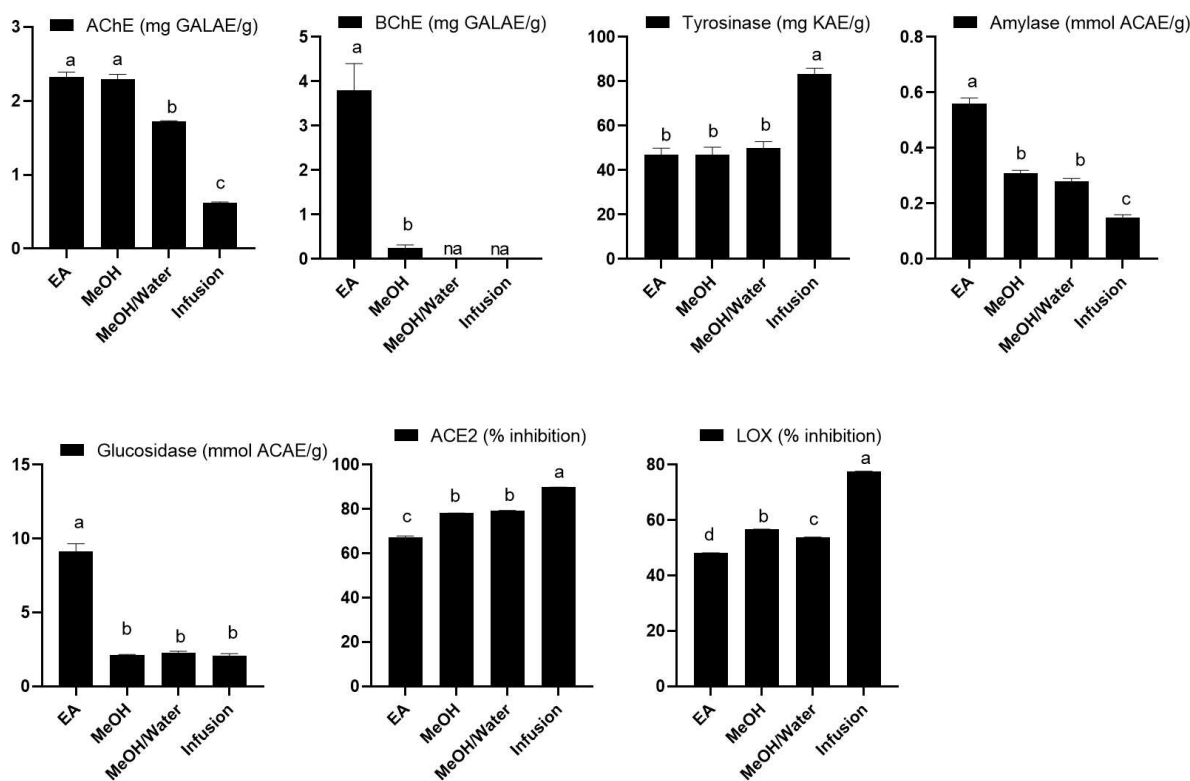 AChE (mg GALAE/g)
3
2
1
0
a
a
b
c
EA
MeOH
MeOH/Water
Infusion
BChE (mg GALAE/g)
5
4
3
2
1
0
a
b
na
na
EA
MeOH
MeOH/Water
Infusion
Tyrosinase (mg KAE/g)
100
80
60
40
20
0
b
b
b
a
EA
MeOH
MeOH/Water
Infusion
Amylase (mmol ACAE/g)
0.8
0.6
0.4
0.2
0.0
a
b
b
c
EA
MeOH
MeOH/Water
Infusion
Glucosidase (mmol ACAE/g)
15
10
5
0
a
b
b
b
EA
MeOH
MeOH/Water
Infusion
ACE2 (% inhibition)
100
80
60
40
20
0
c
b
b
a
EA
MeOH
MeOH/Water
Infusion
LOX (% inhibition)
80
60
40
20
0
d
b
c
a
EA
MeOH
MeOH/Water
Infusion